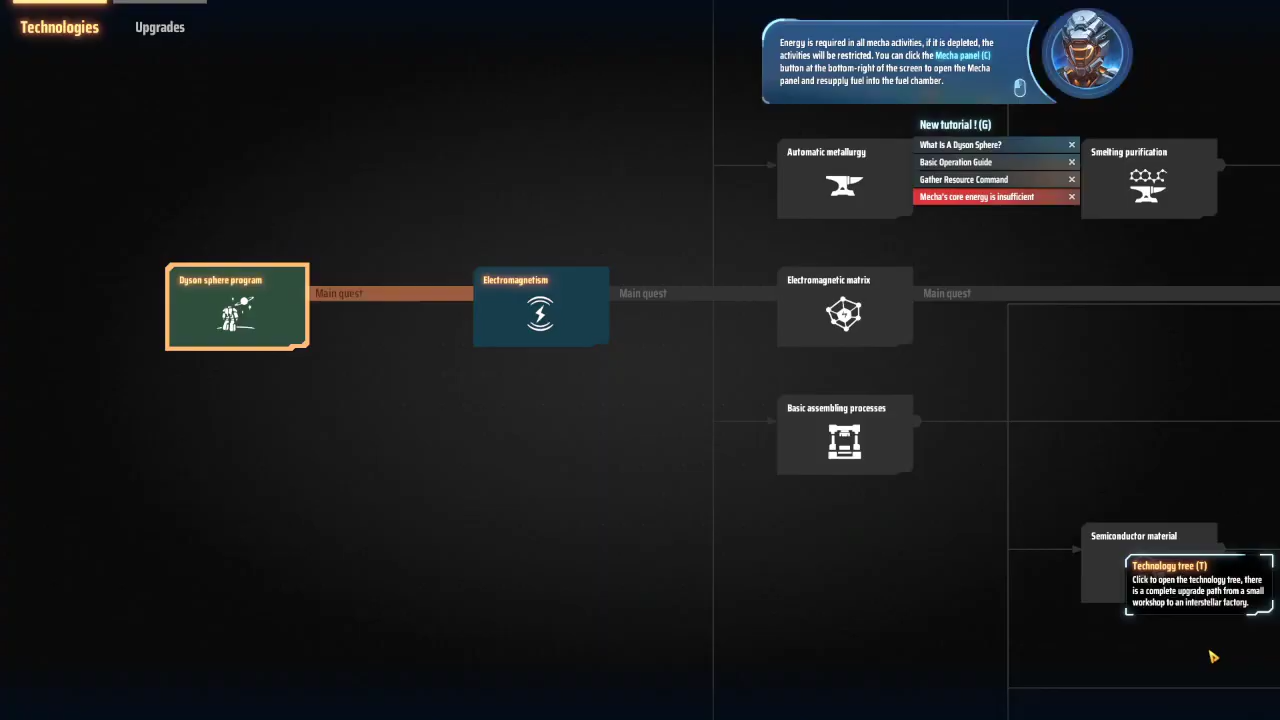 Technologies
Upgrades
Energy is required in all mecha activities, if it is depleted, the
activities will be restricted. You can click the Mecha panel (C)
button at the bottom-right of the screen to open the Mecha
panel and resupply fuel into the fuel chamber.
New tutorial ! (G)
What Is A Dyson Sphere?
Basic Operation Guide
Gather Resource Command
Mecha's core energy is insufficient
Automatic metallurgy
Smelting purification
Dyson sphere program
Main quest
Electromagnetism
Main quest
Electromagnetic matrix
Main quest
Basic assembling processes
Semiconductor material
Technology tree (T)
Click to open the technology tree, there
is a complete upgrade path from a small
workshop to an interstellar factory.